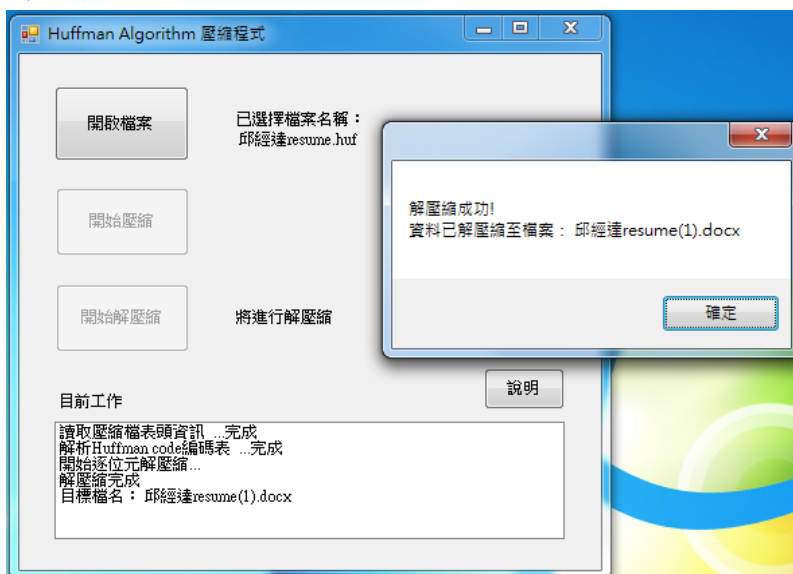 Huffman Algorithm 壓縮程式
開啟檔案
已選擇檔案名稱：
邱經達resume.huf
開始壓縮
解壓縮成功!
資料已解壓縮至檔案： 邱經達resume(1).docx
確定
開始解壓縮
將進行解壓縮
說明
目前工作
讀取壓縮檔表頭資訊 ...完成
解析Huffman code編碼表 ...完成
開始逐位元解壓縮...
解壓縮完成
目標檔名： 邱經達resume(1).docx